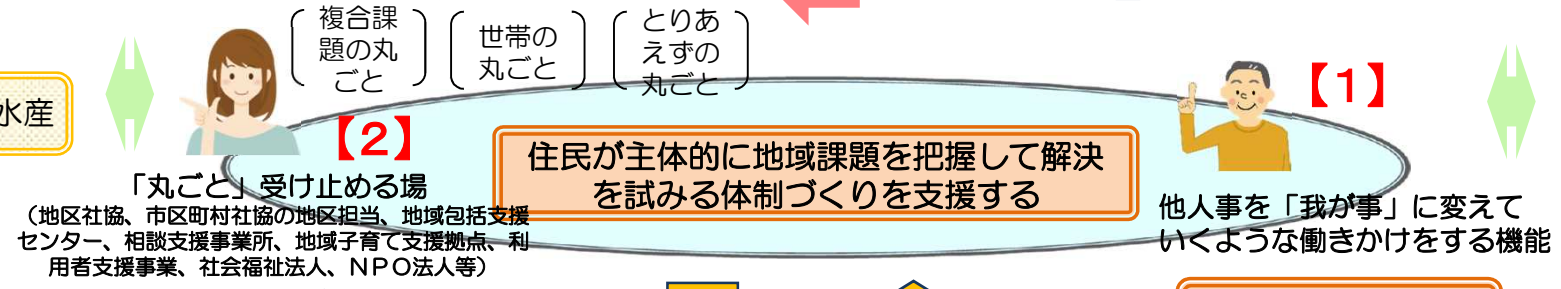 複合課
題の丸
ごと
世帯の
丸ごと
とりあ
えずの
丸ごと
【1】
水産
【2】
住民が主体的に地域課題を把握して解決
を試みる体制づくりを支援する
「丸ごと」受け止める場
（地区社協、市区町村社協の地区担当、地域包括支援
センター、相談支援事業所、地域子育て支援拠点、利
用者支援事業、社会福祉法人、ＮＰＯ法人等）
他人事を「我が事」に変えて
いくような働きかけをする機能